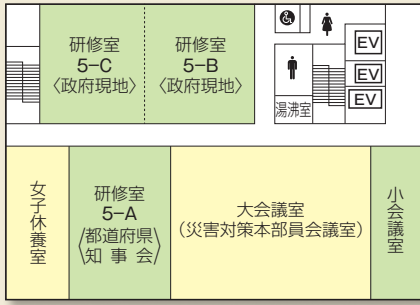 研修室
5-C
〈政府現地〉
研修室
5-B
〈政府現地〉
EV
EV
EV
湯沸室
女子休養室
研修室
5-A
〈都道府県
知事会〉
大会議室
(災害対策本部員会議室)
小会議室